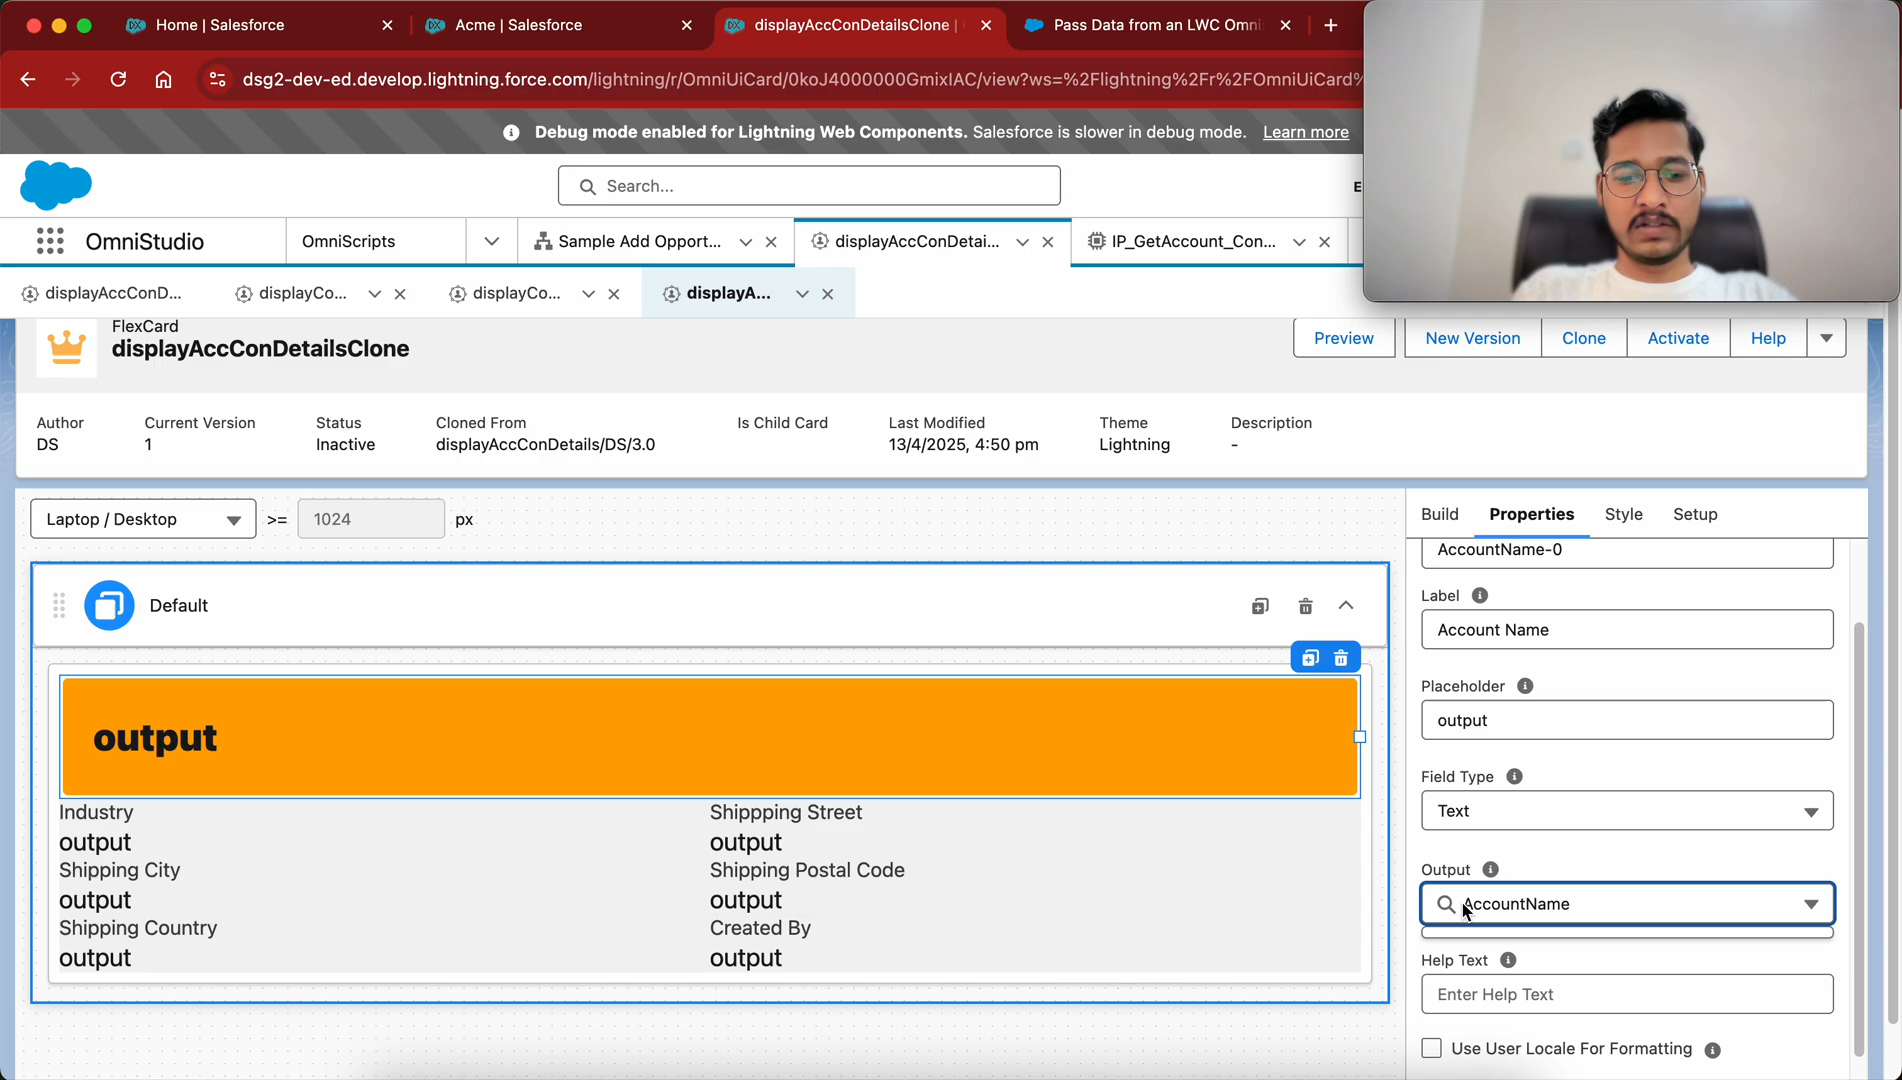 Home | Salesforce
Acme | Salesforce
displayAccConDetailsClone |
Pass Data from an LWC Omni
dsg2-dev-ed.develop.lightning.force.com/lightning/r/OmniUiCard/0koJ4000000GmixIAC/view?ws=%2Flightning%2Fr%2FOmniUiCard%
Debug mode enabled for Lightning Web Components. Salesforce is slower in debug mode. Learn more
Search...
E
OmniStudio
OmniScripts
Sample Add Opport...
displayAccConDetai...
IP_GetAccount_Con...
displayAccConD...
displayCo...
displayCo...
displayA...
FlexCard
displayAccConDetailsClone
Preview
New Version
Clone
Activate
Help
Author
Current Version
Status
Cloned From
Is Child Card
Last Modified
Theme
Description
DS
1
Inactive
displayAccConDetails/DS/3.0
13/4/2025, 4:50 pm
Lightning
-
Laptop / Desktop
>=
1024
px
Build
Properties
Style
Setup
Default
output
Industry
output
Shippping Street
output
Shipping City
output
Shipping Postal Code
output
Shipping Country
output
Created By
output
AccountName-0
Label
Account Name
Placeholder
output
Field Type
Text
Output
AccountName
Help Text
Enter Help Text
Use User Locale For Formatting